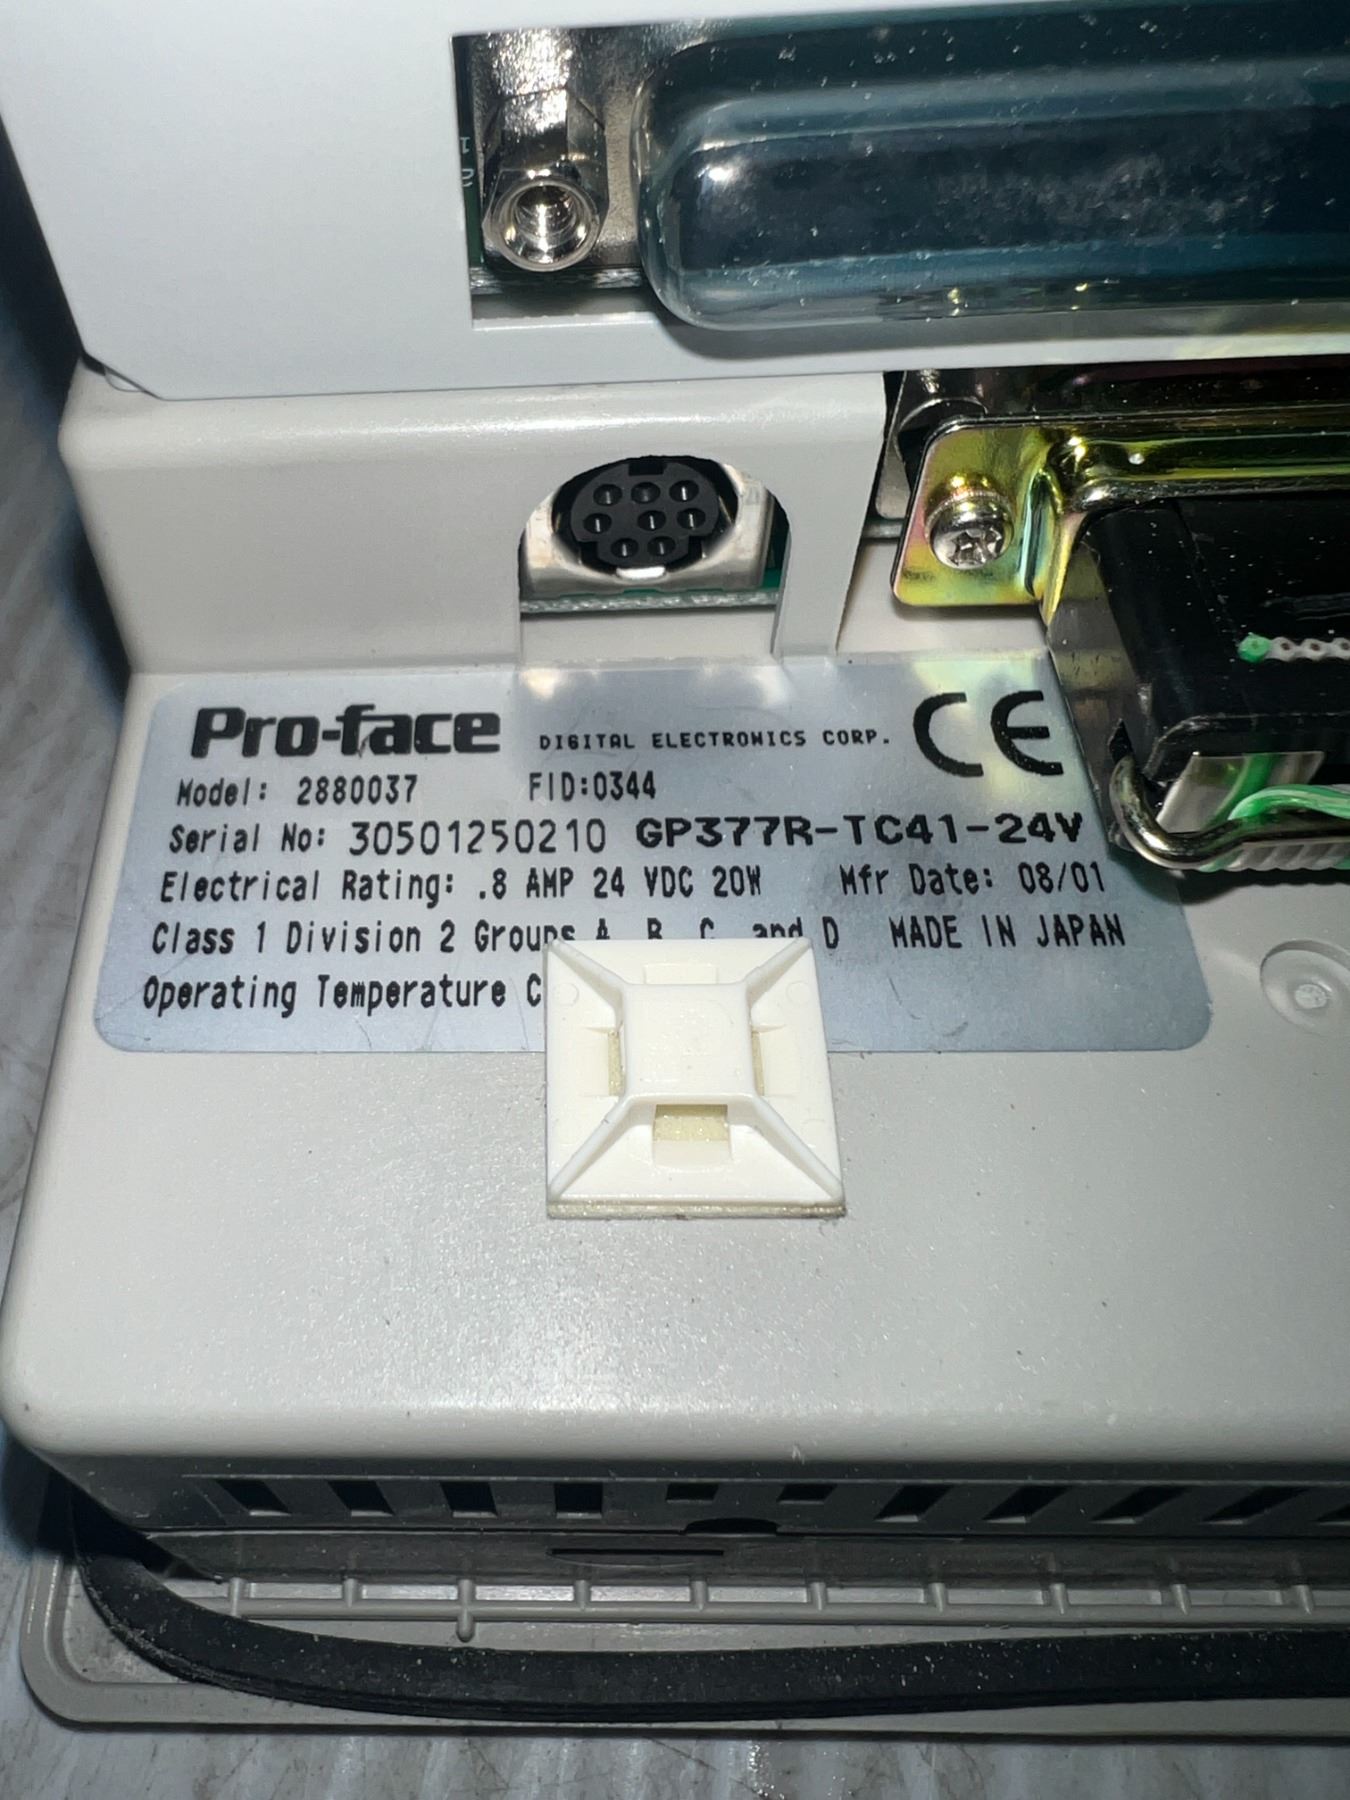 Pro-face DIGITAL ELECTRONICS CORP. CE
Model: 2880037 FID:0344
Serial No: 30501250210 GP377R-TC41-24V
Electrical Rating: .8 AMP 24 VDC 20W Mfr Date: 08/01
Class 1 Division 2 Groups A, B, C, and D MADE IN JAPAN
Operating Temperature